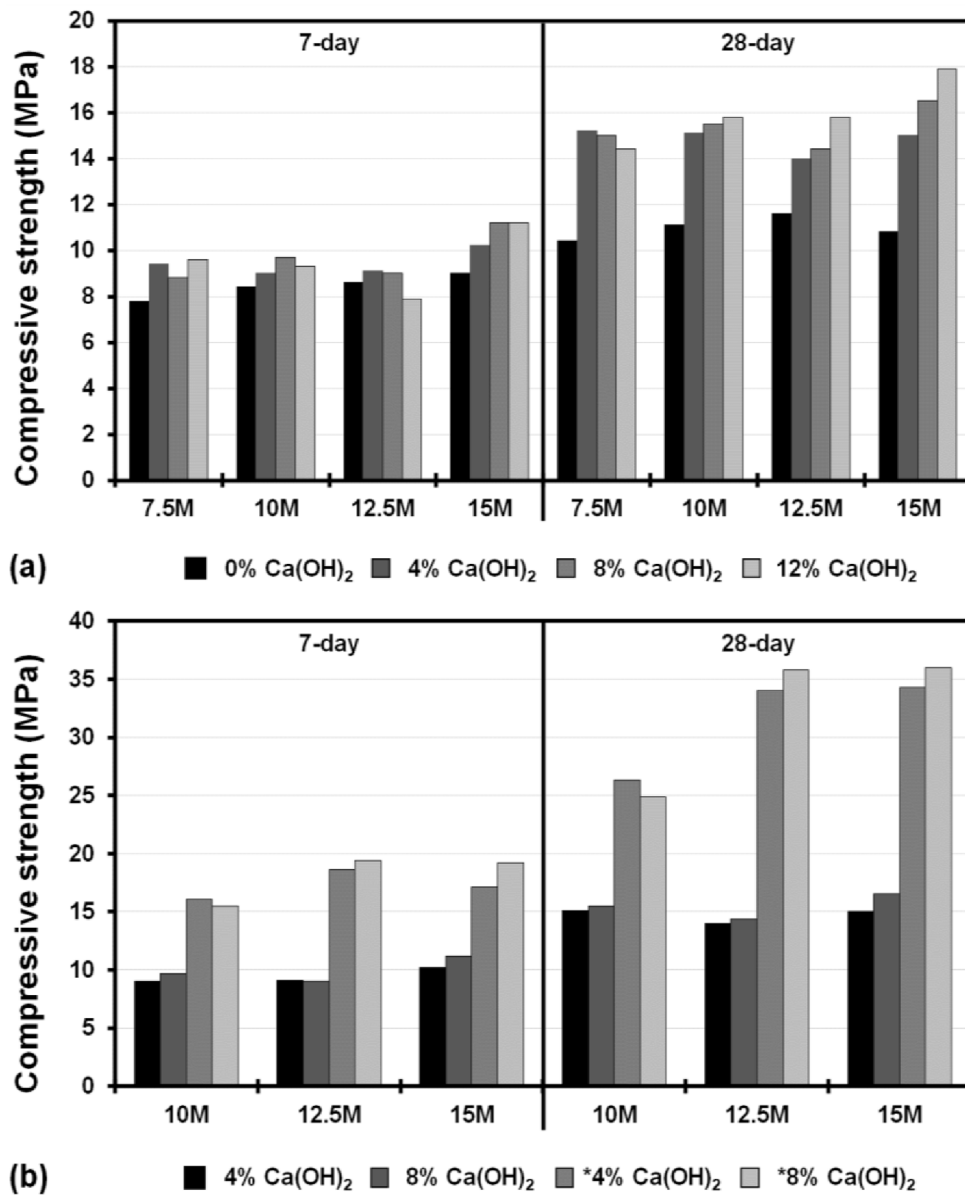 7-day 28-day
Compressive strength (MPa)
20
18
16
14
12
10
8
6
4
2
0
7.5M 10M 12.5M 15M 7.5M 10M 12.5M 15M
(a) 0% Ca(OH)₂ 4% Ca(OH)₂ 8% Ca(OH)₂ 12% Ca(OH)₂
7-day 28-day
Compressive strength (MPa)
40
35
30
25
20
15
10
5
0
10M 12.5M 15M 10M 12.5M 15M
(b) 4% Ca(OH)₂ 8% Ca(OH)₂ *4% Ca(OH)₂ *8% Ca(OH)₂